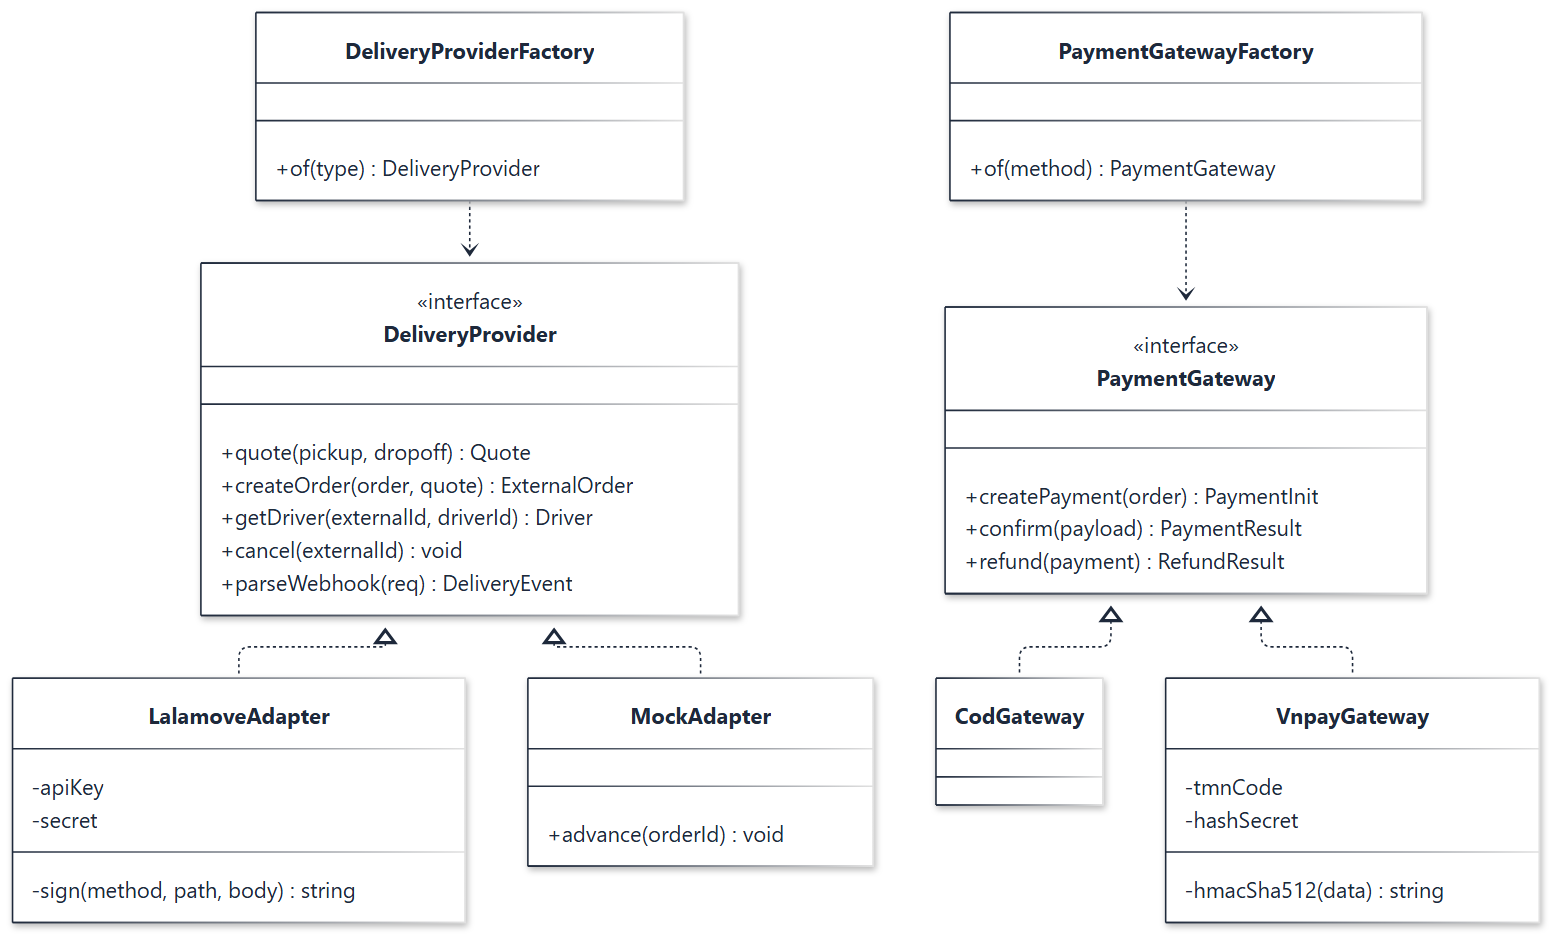 DeliveryProviderFactory
+of(type) : DeliveryProvider
PaymentGatewayFactory
+of(method) : PaymentGateway
«interface»
DeliveryProvider
+quote(pickup, dropoff) : Quote
+createOrder(order, quote) : ExternalOrder
+getDriver(externalId, driverId) : Driver
+cancel(externalId) : void
+parseWebhook(req) : DeliveryEvent
«interface»
PaymentGateway
+createPayment(order) : PaymentInit
+confirm(payload) : PaymentResult
+refund(payment) : RefundResult
LalamoveAdapter
-apiKey
-secret
-sign(method, path, body) : string
MockAdapter
+advance(orderId) : void
CodGateway
VnpayGateway
-tmnCode
-hashSecret
-hmacSha512(data) : string